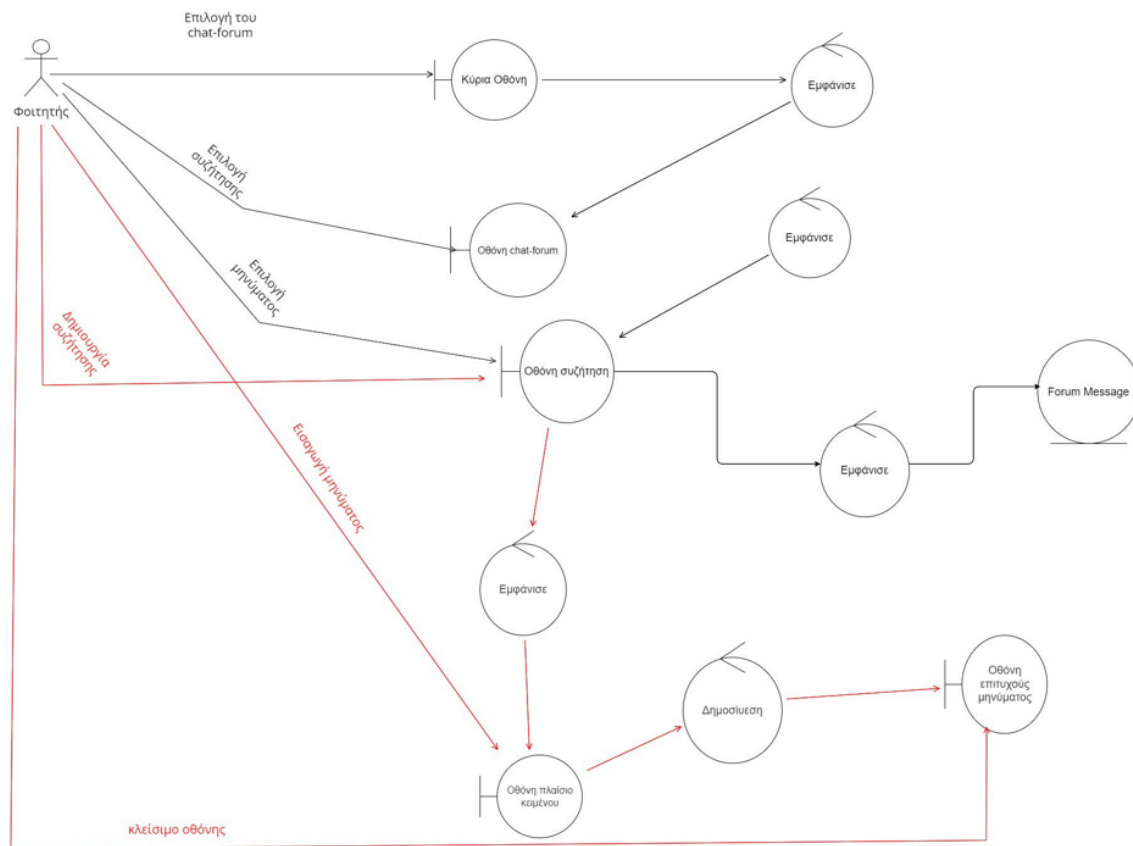 Επιλογή του
chat-forum
Φοιτητής
Κύρια Οθόνη
Εμφάνισε
Επιλογή
συζήτησης
Οθόνη chat-forum
Εμφάνισε
Επιλογή
μηνύματος
Δημιουργία
συζήτησης
Οθόνη συζήτηση
Forum Message
Εμφάνισε
Εισαγωγή μηνύματος
Εμφάνισε
Δημοσίυεση
Οθόνη
επιτυχούς
μηνύματος
Οθόνη πλαίσιο
κειμένου
κλείσιμο οθόνης